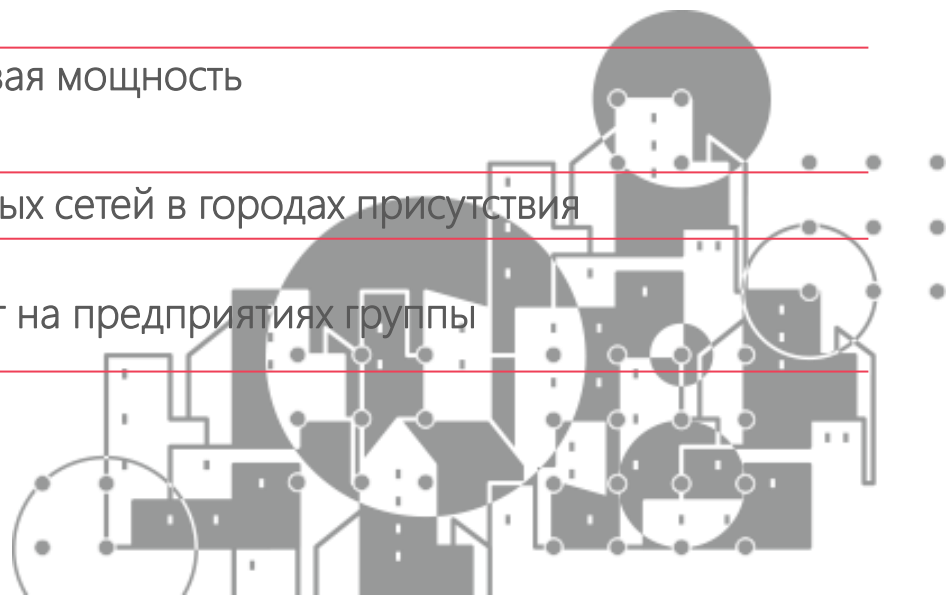 вая мощность
ых сетей в городах присутствия
т на предприятиях группы